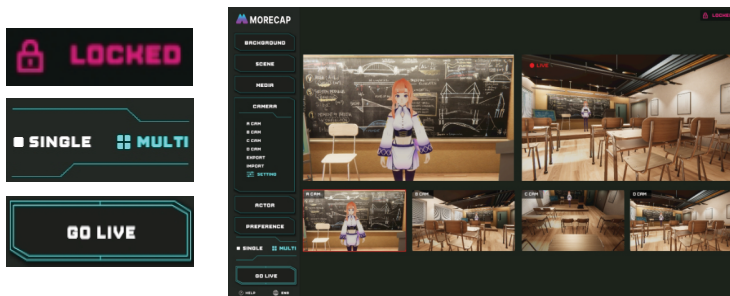 LOCKED
SINGLE MULTI
GO LIVE
MORECAP
BACKGROUND
SCENE
MEDIA
CAMERA
A CAM
B CAM
C CAM
D CAM
EXPORT
IMPORT
SETTING
ACTOR
PREFERENCE
SINGLE MULTI
GO LIVE
HELP
LOCKED
LIVE
A CAM
B CAM
C CAM
D CAM